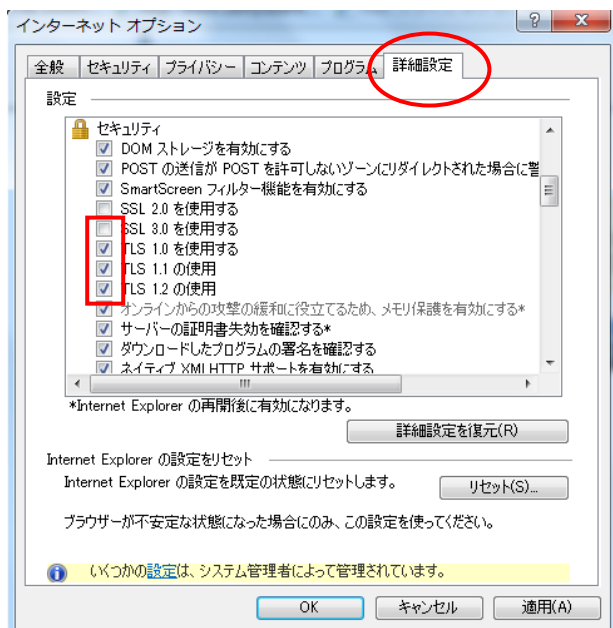 インターネット オプション
全般 セキュリティ プライバシー コンテンツ プログラム 詳細設定
設定
セキュリティ
DOM ストレージを有効にする
POST の送信が POST を許可しないゾーンにリダイレクトされた場合に警
SmartScreen フィルター機能を有効にする
SSL 2.0 を使用する
SSL 3.0 を使用する
TLS 1.0 を使用する
TLS 1.1 の使用
TLS 1.2 の使用
オンラインからの攻撃の緩和に役立てるため、メモリ保護を有効にする*
サーバーの証明書失効を確認する*
ダウンロードしたプログラムの署名を確認する
ネイティブ XMLHTTP サポートを有効にする
*Internet Explorer の再開後に有効になります。
詳細設定を復元(R)
Internet Explorer の設定をリセット
Internet Explorer の設定を既定の状態にリセットします。
リセット(S)...
ブラウザーが不安定な状態になった場合にのみ、この設定を使ってください。
いくつかの設定は、システム管理者によって管理されています。
OK キャンセル 適用(A)